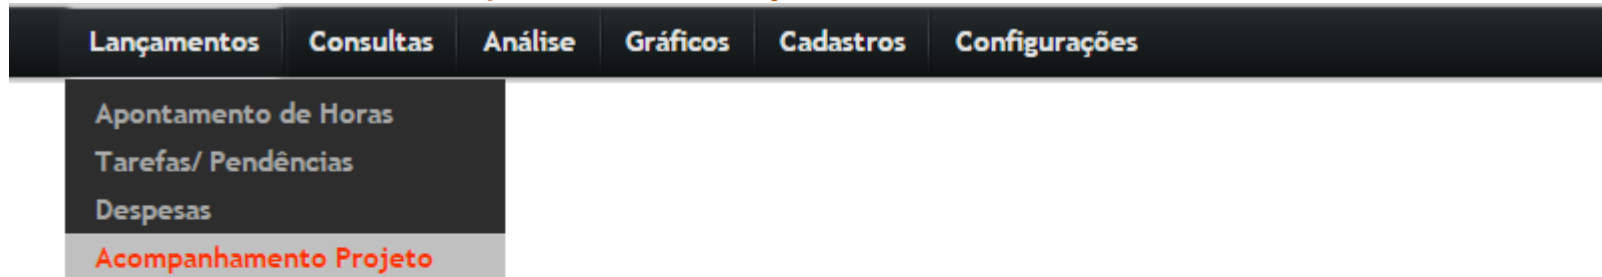 Lançamentos Consultas Análise Gráficos Cadastros Configurações
Apontamento de Horas
Tarefas/ Pendências
Despesas
Acompanhamento Projeto